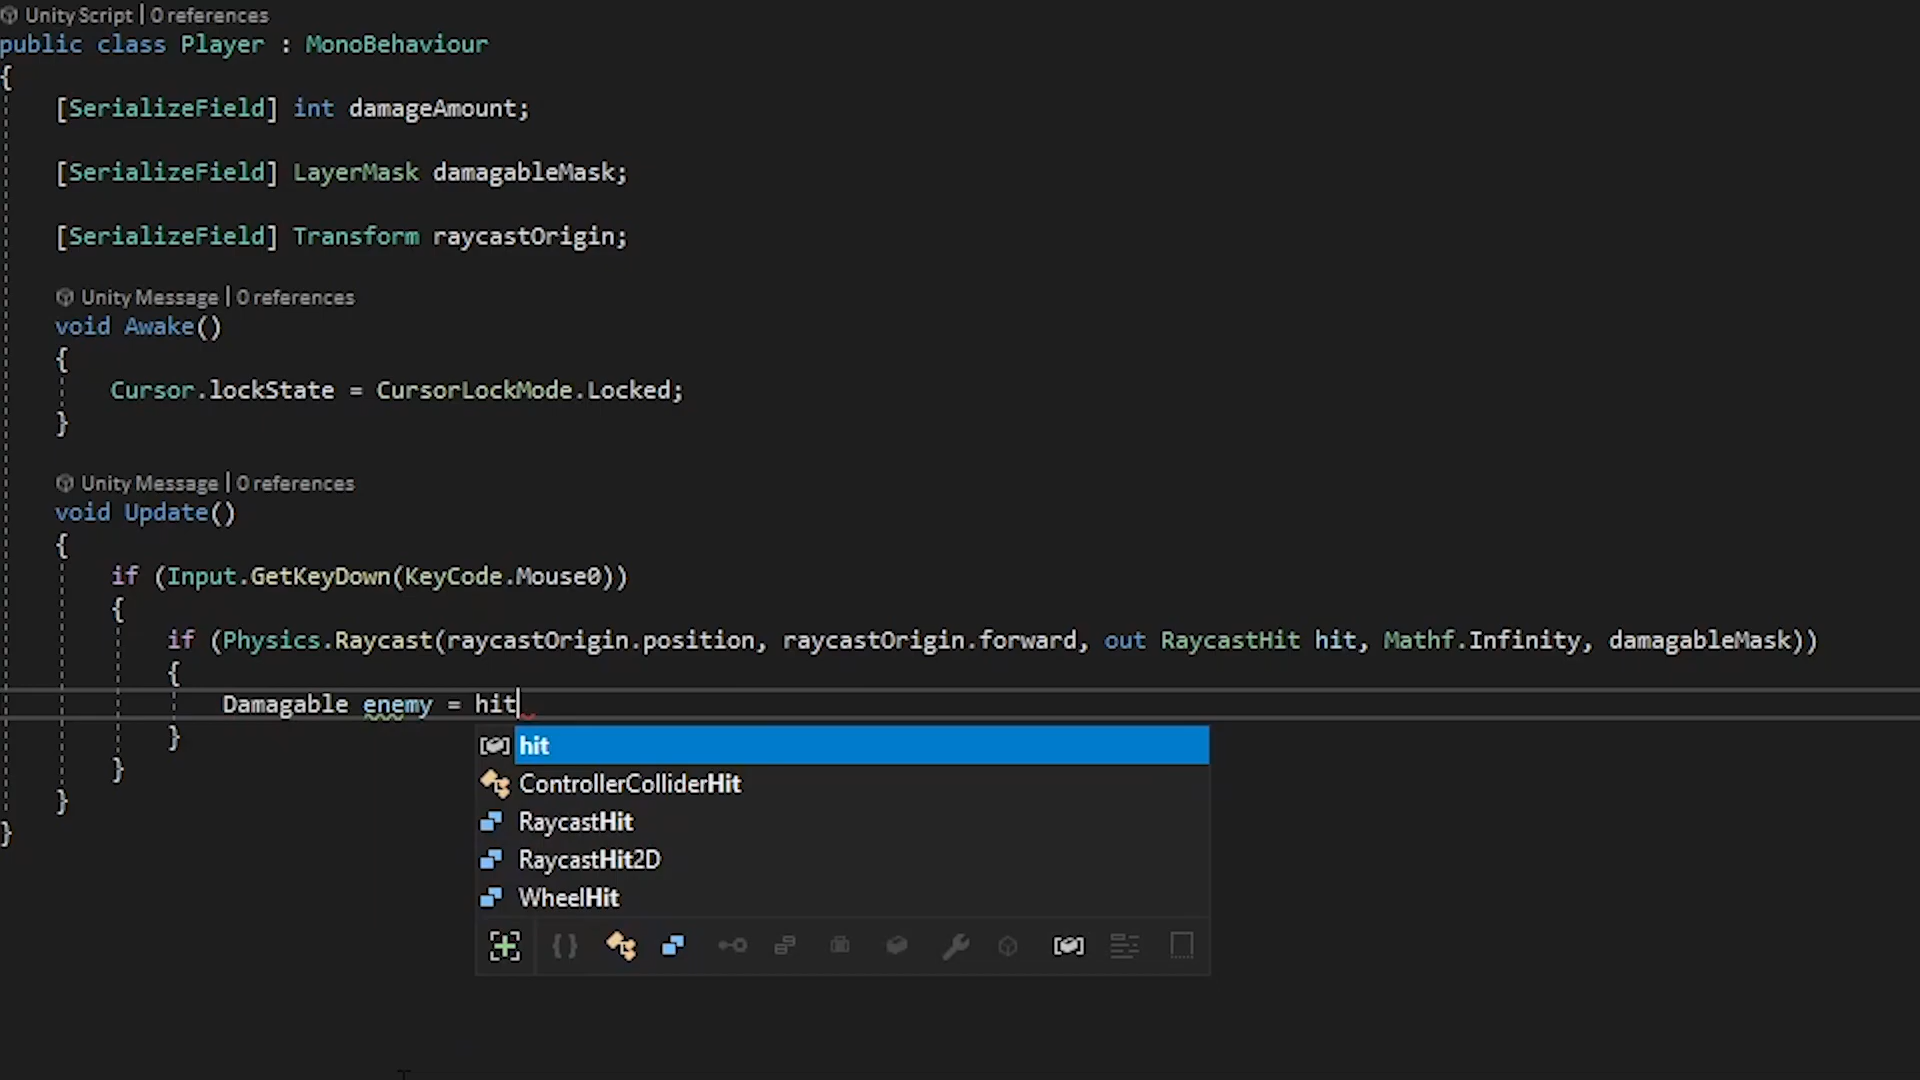 Unity Script | 0 references
public class Player : MonoBehaviour
{
[SerializeField] int damageAmount;
[SerializeField] LayerMask damagableMask;
[SerializeField] Transform raycastOrigin;
Unity Message | 0 references
void Awake()
{
Cursor.lockState = CursorLockMode.Locked;
}
Unity Message | 0 references
void Update()
{
if (Input.GetKeyDown(KeyCode.Mouse0))
{
if (Physics.Raycast(raycastOrigin.position, raycastOrigin.forward, out RaycastHit hit, Mathf.Infinity, damagableMask))
{
Damagable enemy = hit
}
}
}
}
hit
ControllerColliderHit
RaycastHit
RaycastHit2D
WheelHit